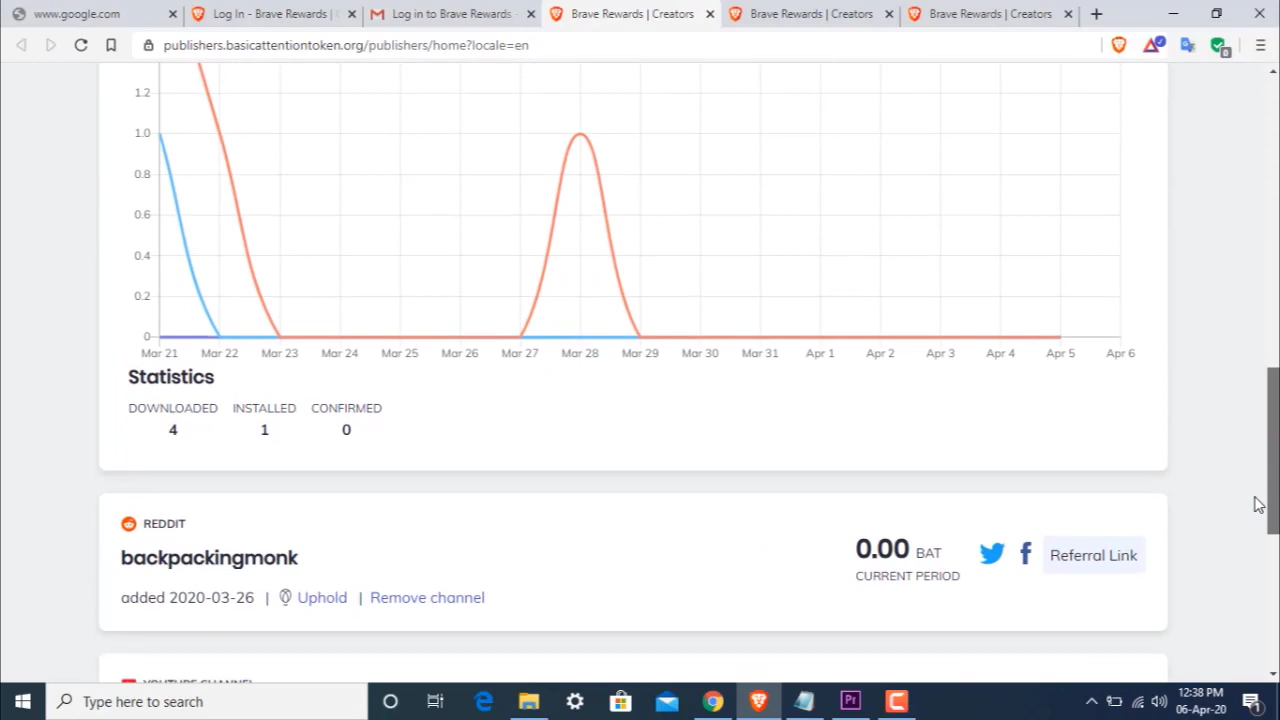 www.google.com
Log In - Brave Rewards | 
Log in to Brave Rewards
Brave Rewards | Creators
Brave Rewards | Creators
Brave Rewards | Creators
publishers.basicattentiontoken.org/publishers/home?locale=en
0
1.2
1.0
0.8
0.6
0.4
0.2
0
Mar 21 Mar 22 Mar 23 Mar 24 Mar 25 Mar 26 Mar 27 Mar 28 Mar 29 Mar 30 Mar 31 Apr 1 Apr 2 Apr 3 Apr 4 Apr 5 Apr 6
Statistics
DOWNLOADED INSTALLED CONFIRMED
4 1 0
REDDIT
backpackingmonk
0.00 BAT
CURRENT PERIOD
Referral Link
added 2020-03-26 | Uphold | Remove channel
YOUTUBE CHANNEL
Type here to search
Pr
12:38 PM
06-Apr-20
1